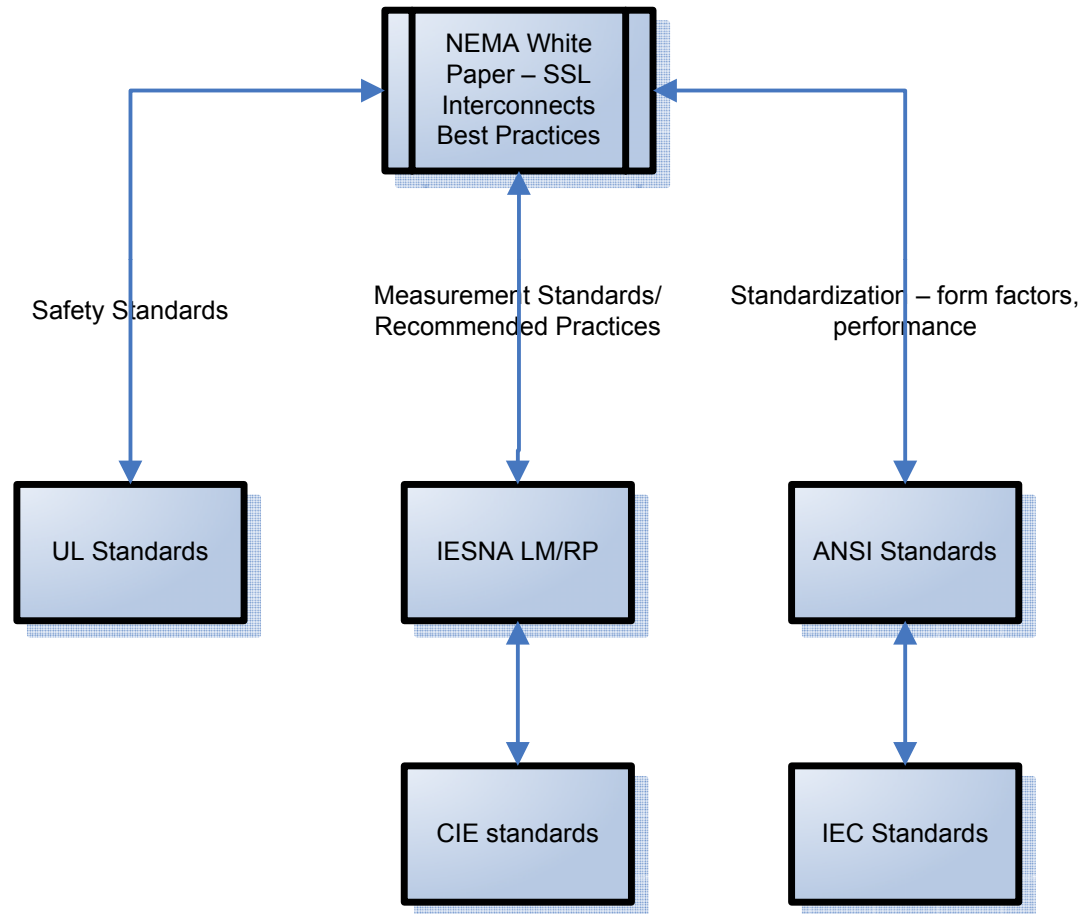 NEMA White
Paper – SSL
Interconnects
Best Practices
Safety Standards
Measurement Standards/
Recommended Practices
Standardization – form factors,
performance
UL Standards
IESNA LM/RP
ANSI Standards
CIE standards
IEC Standards